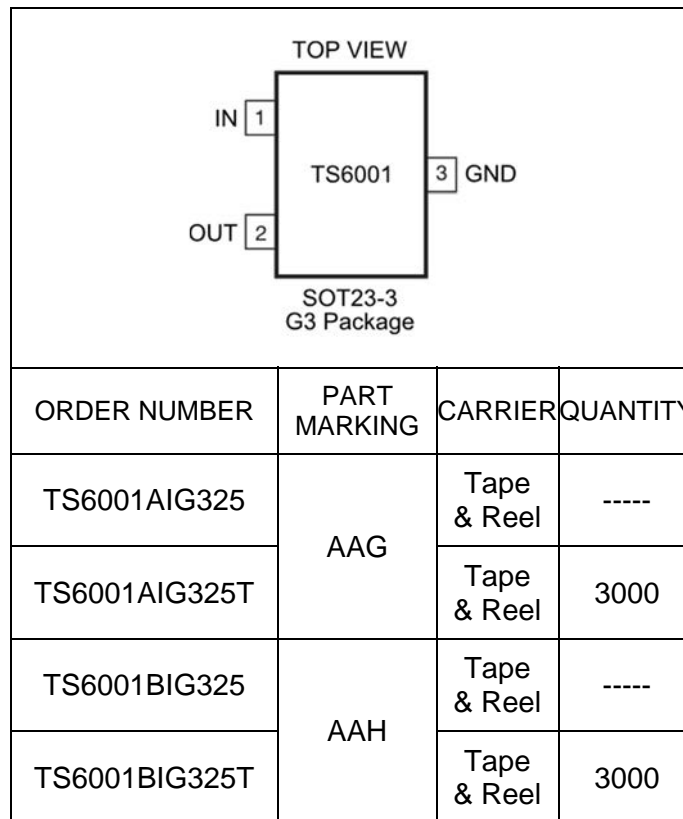 TOP VIEW
IN 1
TS6001
3 GND
OUT 2
SOT23-3
G3 Package
ORDER NUMBER PART MARKING CARRIER QUANTITY
TS6001AIG325 AAG Tape & Reel -----
TS6001AIG325T Tape & Reel 3000
TS6001BIG325 AAH Tape & Reel -----
TS6001BIG325T Tape & Reel 3000